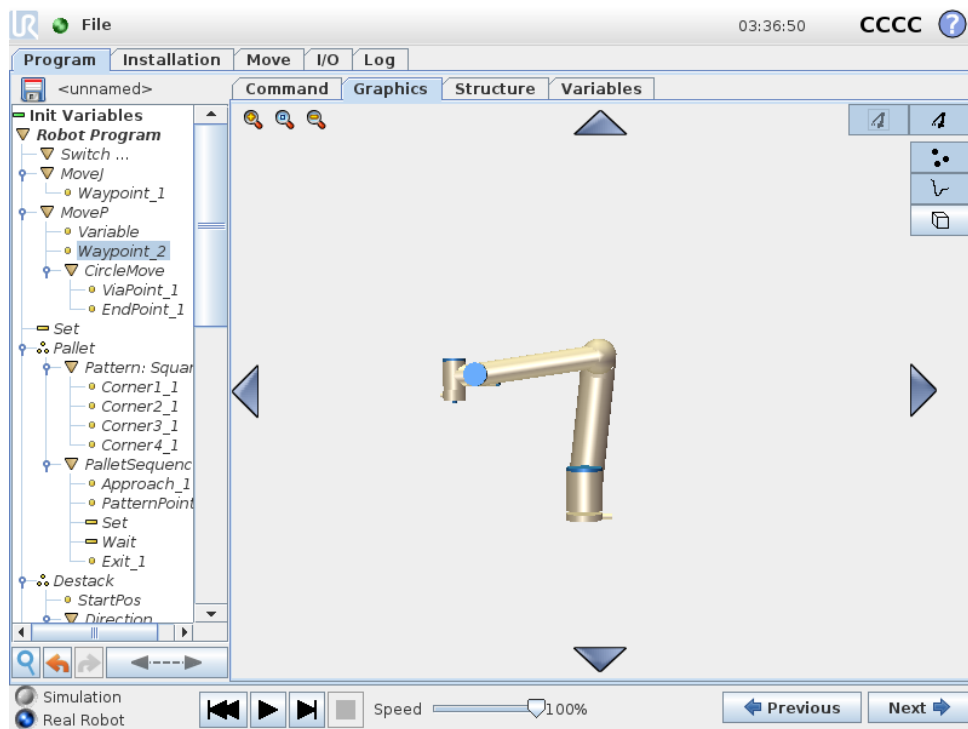 UR File 03:36:50 CCCC ?
Program Installation Move I/O Log
<unnamed> Command Graphics Structure Variables
Init Variables
Robot Program
Switch ...
MoveJ
Waypoint_1
MoveP
Variable
Waypoint_2
CircleMove
ViaPoint_1
EndPoint_1
Set
Pallet
Pattern: Squar
Corner1_1
Corner2_1
Corner3_1
Corner4_1
PalletSequenc
Approach_1
PatternPoint
Set
Wait
Exit_1
Destack
StartPos
Direction
Simulation
Real Robot
Speed 100% Previous Next